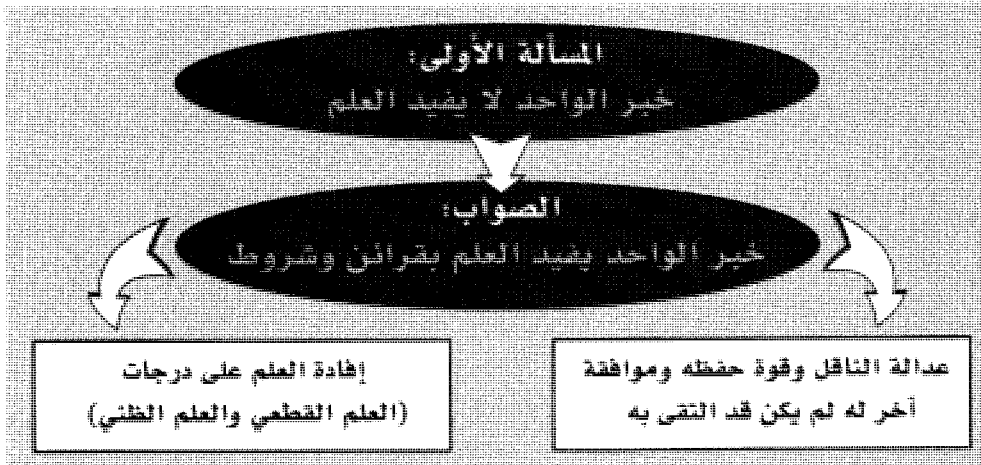 المسألة الأولى:
خبر الواحد لا يفيد العلم
الصواب:
خبر الواحد يفيد العلم بقرائن وشروط
عدالة الناقل وقوة حفظه وموافقة
آخر له لم يكن قد التقى به
إفادة العلم على درجات
(العلم القطعي والعلم الظني)